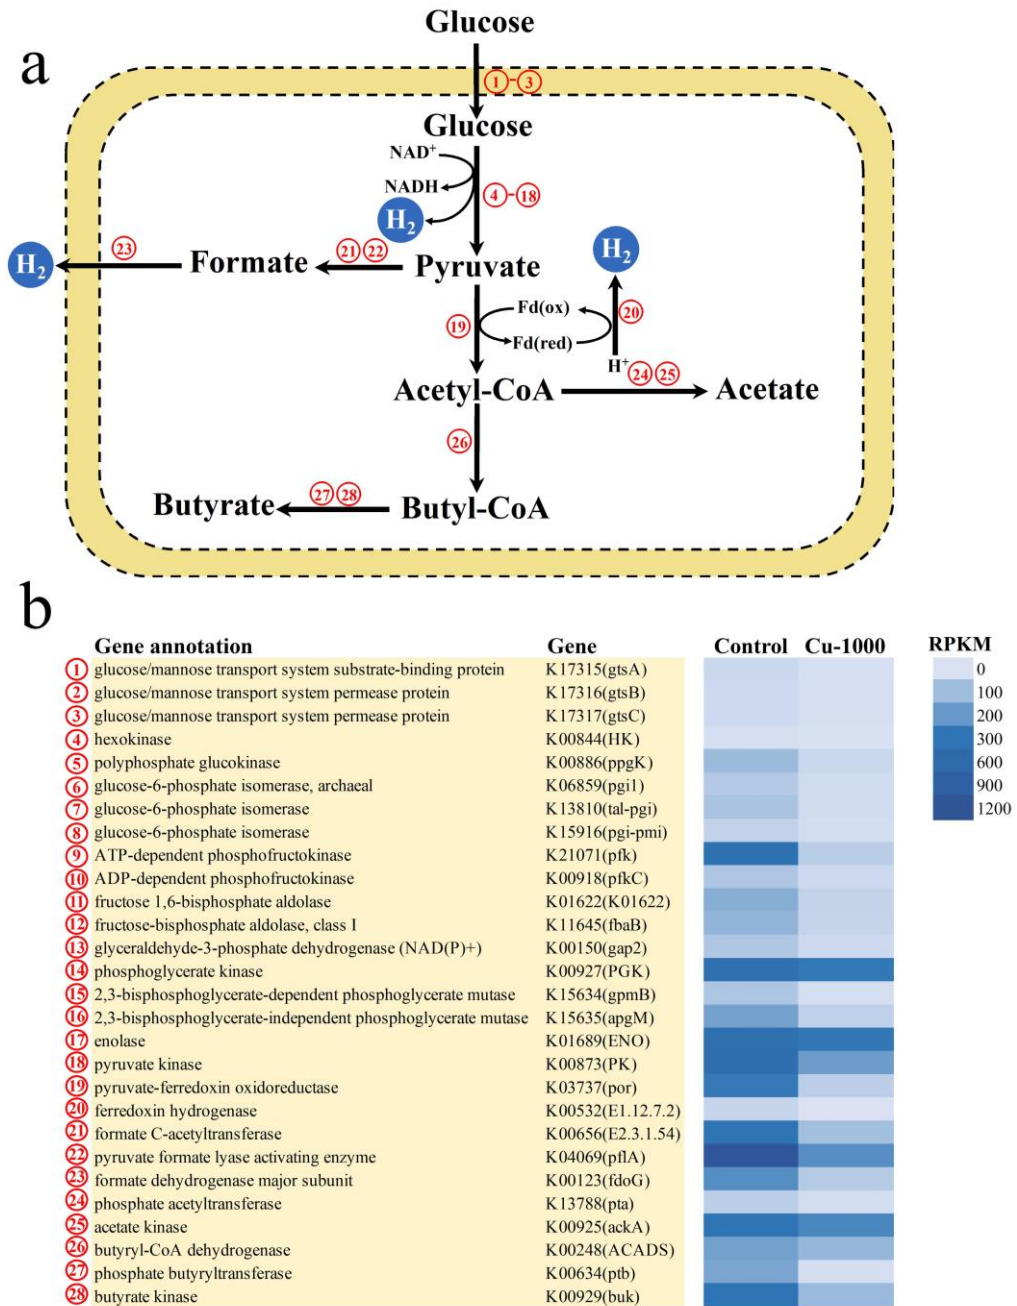 a
Glucose
①-③
Glucose
NAD+
NADH
④-⑱
H2
H2
H2
㉓
Formate
㉑㉒
Pyruvate
⑲
Fd(ox)
Fd(red)
⑳
H+
㉔㉕
Acetyl-CoA
Acetate
㉖
Butyrate
㉗㉘
Butyl-CoA
b
Gene annotation Gene Control Cu-1000 RPKM
① glucose/mannose transport system substrate-binding protein K17315(gtsA)
② glucose/mannose transport system permease protein K17316(gtsB)
③ glucose/mannose transport system permease protein K17317(gtsC)
④ hexokinase K00844(HK)
⑤ polyphosphate glucokinase K00886(ppgK)
⑥ glucose-6-phosphate isomerase, archaeal K06859(pgi1)
⑦ glucose-6-phosphate isomerase K13810(tal-pgi)
⑧ glucose-6-phosphate isomerase K15916(pgi-pmi)
⑨ ATP-dependent phosphofructokinase K21071(pfk)
⑩ ADP-dependent phosphofructokinase K00918(pfkC)
⑪ fructose 1,6-bisphosphate aldolase K01622(K01622)
⑫ fructose-bisphosphate aldolase, class I K11645(fbaB)
⑬ glyceraldehyde-3-phosphate dehydrogenase (NAD(P)+) K00150(gap2)
⑭ phosphoglycerate kinase K00927(PGK)
⑮ 2,3-bisphosphoglycerate-dependent phosphoglycerate mutase K15634(gpmB)
⑯ 2,3-bisphosphoglycerate-independent phosphoglycerate mutase K15635(apgM)
⑰ enolase K01689(ENO)
⑱ pyruvate kinase K00873(PK)
⑲ pyruvate-ferredoxin oxidoreductase K03737(por)
⑳ ferredoxin hydrogenase K00532(E1.12.7.2)
㉑ formate C-acetyltransferase K00656(E2.3.1.54)
㉒ pyruvate formate lyase activating enzyme K04069(pflA)
㉓ formate dehydrogenase major subunit K00123(fdoG)
㉔ phosphate acetyltransferase K13788(pta)
㉕ acetate kinase K00925(ackA)
㉖ butyryl-CoA dehydrogenase K00248(ACADS)
㉗ phosphate butyryltransferase K00634(ptb)
㉘ butyrate kinase K00929(buk)
0
100
200
300
600
900
1200